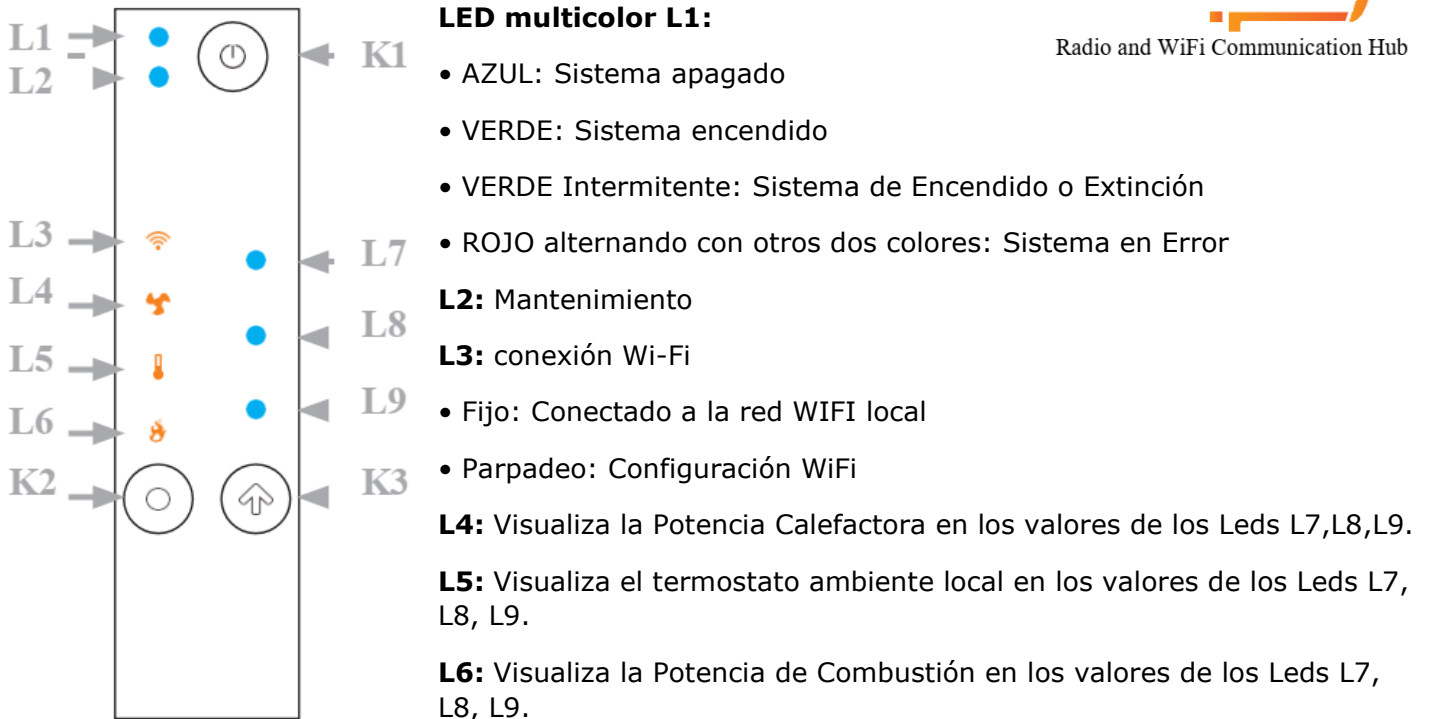 LED multicolor L1:
Radio and WiFi Communication Hub
• AZUL: Sistema apagado
• VERDE: Sistema encendido
• VERDE Intermitente: Sistema de Encendido o Extinción
• ROJO alternando con otros dos colores: Sistema en Error
L2: Mantenimiento
L3: conexión Wi-Fi
• Fijo: Conectado a la red WIFI local
• Parpadeo: Configuración WiFi
L4: Visualiza la Potencia Calefactora en los valores de los Leds L7,L8,L9.
L5: Visualiza el termostato ambiente local en los valores de los Leds L7,
L8, L9.
L6: Visualiza la Potencia de Combustión en los valores de los Leds L7,
L8, L9.
L1
K1
L2
L3
L7
L4
L8
L5
L9
L6
K2
K3